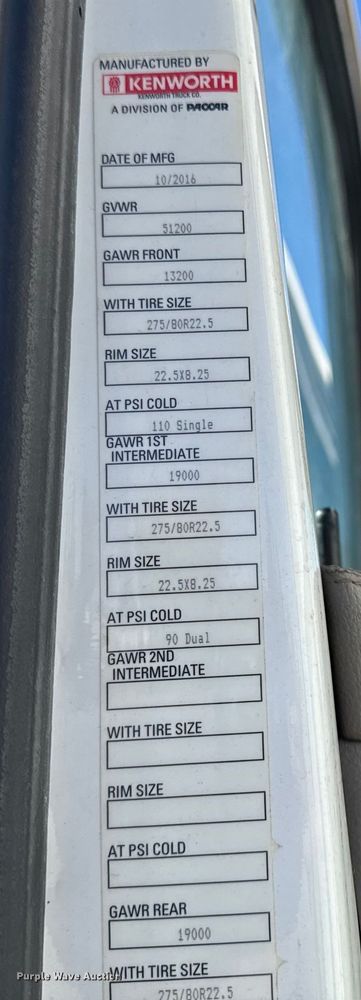 MANUFACTURED BY
KENWORTH
KENWORTH TRUCK CO.
A DIVISION OF PACCAR
DATE OF MFG
10/2016
GVWR
51200
GAWR FRONT
13200
WITH TIRE SIZE
275/80R22.5
RIM SIZE
22.5X8.25
AT PSI COLD
110 Single
GAWR 1ST
INTERMEDIATE
19000
WITH TIRE SIZE
275/80R22.5
RIM SIZE
22.5X8.25
AT PSI COLD
90 Dual
GAWR 2ND
INTERMEDIATE
WITH TIRE SIZE
RIM SIZE
AT PSI COLD
GAWR REAR
19000
WITH TIRE SIZE
275/80R22.5
Purple Wave Auction